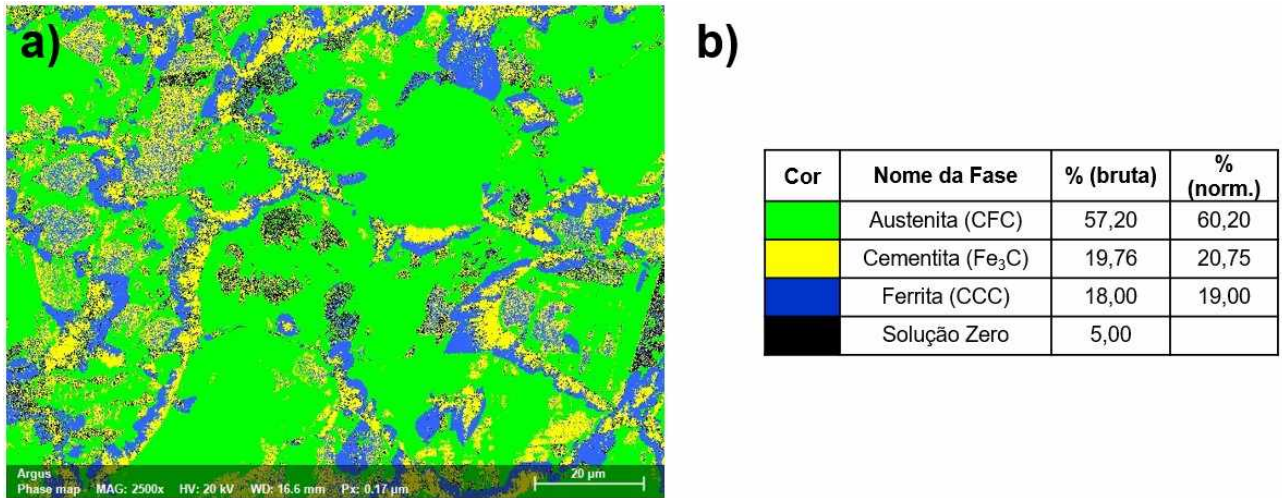 a)
Argus
Phase map MAG: 2500x HV: 20 kV WD: 16.6 mm Px: 0.17 µm
20 µm
b)
Cor Nome da Fase % (bruta) % (norm.)
Austenita (CFC) 57,20 60,20
Cementita (Fe₃C) 19,76 20,75
Ferrita (CCC) 18,00 19,00
Solução Zero 5,00